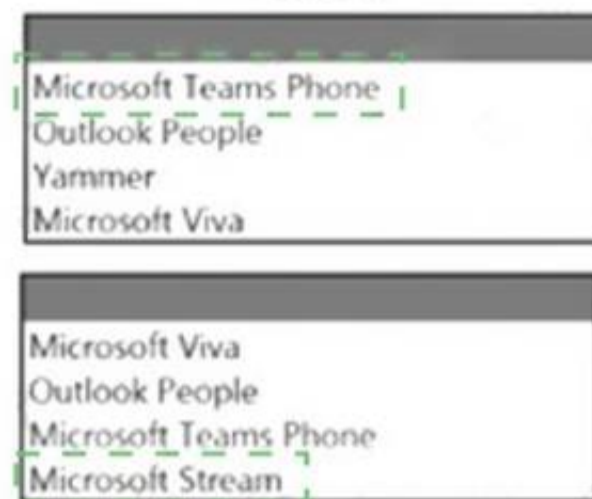 Microsoft Teams Phone
Outlook People
Yammer
Microsoft Viva
Microsoft Viva
Outlook People
Microsoft Teams Phone
Microsoft Stream